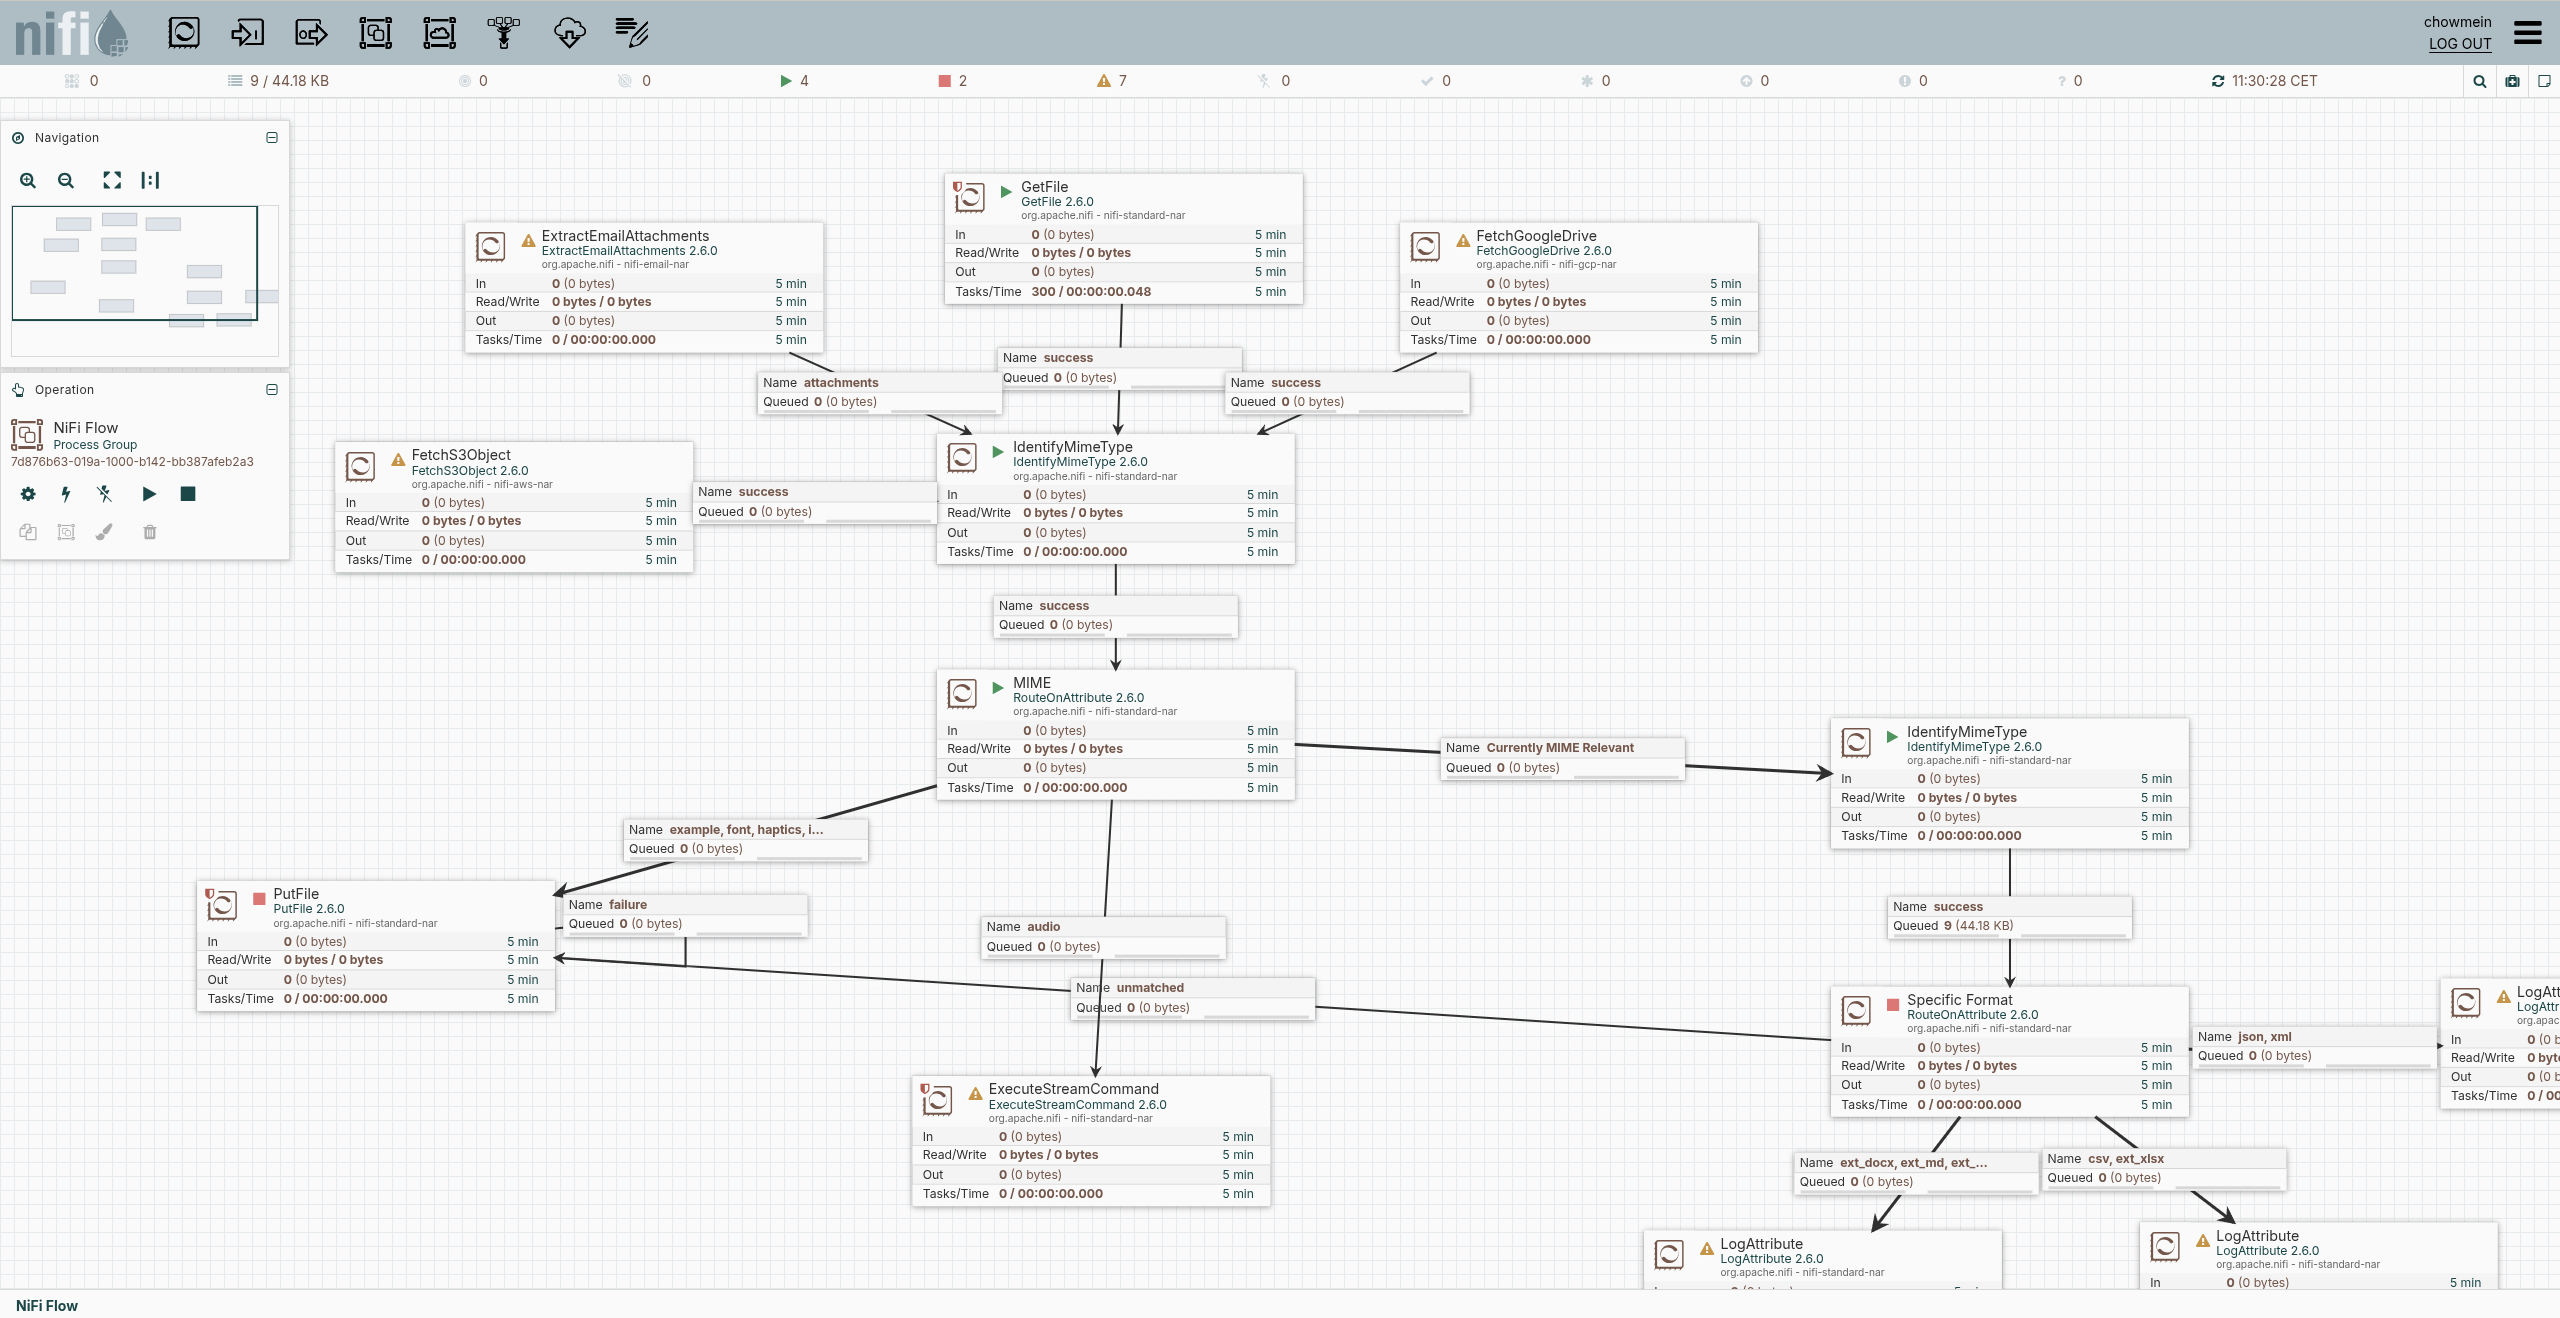 nifi
chowmein
LOG OUT
0
9 / 44.18 KB
0
0
4
2
7
0
0
0
0
0
0
11:30:28 CET
Navigation
Operation
NiFi Flow
Process Group
7d876b63-019a-1000-b142-bb387afeb2a3
GetFile
GetFile 2.6.0
org.apache.nifi - nifi-standard-nar
In 0 (0 bytes) 5 min
Read/Write 0 bytes / 0 bytes 5 min
Out 0 (0 bytes) 5 min
Tasks/Time 300 / 00:00:00.048 5 min
ExtractEmailAttachments
ExtractEmailAttachments 2.6.0
org.apache.nifi - nifi-email-nar
In 0 (0 bytes) 5 min
Read/Write 0 bytes / 0 bytes 5 min
Out 0 (0 bytes) 5 min
Tasks/Time 0 / 00:00:00.000 5 min
FetchGoogleDrive
FetchGoogleDrive 2.6.0
org.apache.nifi - nifi-gcp-nar
In 0 (0 bytes) 5 min
Read/Write 0 bytes / 0 bytes 5 min
Out 0 (0 bytes) 5 min
Tasks/Time 0 / 00:00:00.000 5 min
Name success
Queued 0 (0 bytes)
Name attachments
Queued 0 (0 bytes)
Name success
Queued 0 (0 bytes)
FetchS3Object
FetchS3Object 2.6.0
org.apache.nifi - nifi-aws-nar
In 0 (0 bytes) 5 min
Read/Write 0 bytes / 0 bytes 5 min
Out 0 (0 bytes) 5 min
Tasks/Time 0 / 00:00:00.000 5 min
Name success
Queued 0 (0 bytes)
IdentifyMimeType
IdentifyMimeType 2.6.0
org.apache.nifi - nifi-standard-nar
In 0 (0 bytes) 5 min
Read/Write 0 bytes / 0 bytes 5 min
Out 0 (0 bytes) 5 min
Tasks/Time 0 / 00:00:00.000 5 min
Name success
Queued 0 (0 bytes)
MIME
RouteOnAttribute 2.6.0
org.apache.nifi - nifi-standard-nar
In 0 (0 bytes) 5 min
Read/Write 0 bytes / 0 bytes 5 min
Out 0 (0 bytes) 5 min
Tasks/Time 0 / 00:00:00.000 5 min
Name Currently MIME Relevant
Queued 0 (0 bytes)
IdentifyMimeType
IdentifyMimeType 2.6.0
org.apache.nifi - nifi-standard-nar
In 0 (0 bytes) 5 min
Read/Write 0 bytes / 0 bytes 5 min
Out 0 (0 bytes) 5 min
Tasks/Time 0 / 00:00:00.000 5 min
Name example, font, haptics, i...
Queued 0 (0 bytes)
PutFile
PutFile 2.6.0
org.apache.nifi - nifi-standard-nar
In 0 (0 bytes) 5 min
Read/Write 0 bytes / 0 bytes 5 min
Out 0 (0 bytes) 5 min
Tasks/Time 0 / 00:00:00.000 5 min
Name failure
Queued 0 (0 bytes)
Name audio
Queued 0 (0 bytes)
Name unmatched
Queued 0 (0 bytes)
Name success
Queued 9 (44.18 KB)
Specific Format
RouteOnAttribute 2.6.0
org.apache.nifi - nifi-standard-nar
In 0 (0 bytes) 5 min
Read/Write 0 bytes / 0 bytes 5 min
Out 0 (0 bytes) 5 min
Tasks/Time 0 / 00:00:00.000 5 min
Name json, xml
Queued 0 (0 bytes)
LogAtt
LogAttr
org.apac
In 0 (0 b
Read/Write 0 byt
Out 0 (0 b
Tasks/Time 0 / 00
ExecuteStreamCommand
ExecuteStreamCommand 2.6.0
org.apache.nifi - nifi-standard-nar
In 0 (0 bytes) 5 min
Read/Write 0 bytes / 0 bytes 5 min
Out 0 (0 bytes) 5 min
Tasks/Time 0 / 00:00:00.000 5 min
Name ext_docx, ext_md, ext_...
Queued 0 (0 bytes)
Name csv, ext_xlsx
Queued 0 (0 bytes)
LogAttribute
LogAttribute 2.6.0
org.apache.nifi - nifi-standard-nar
LogAttribute
LogAttribute 2.6.0
org.apache.nifi - nifi-standard-nar
In 0 (0 bytes) 5 min
NiFi Flow